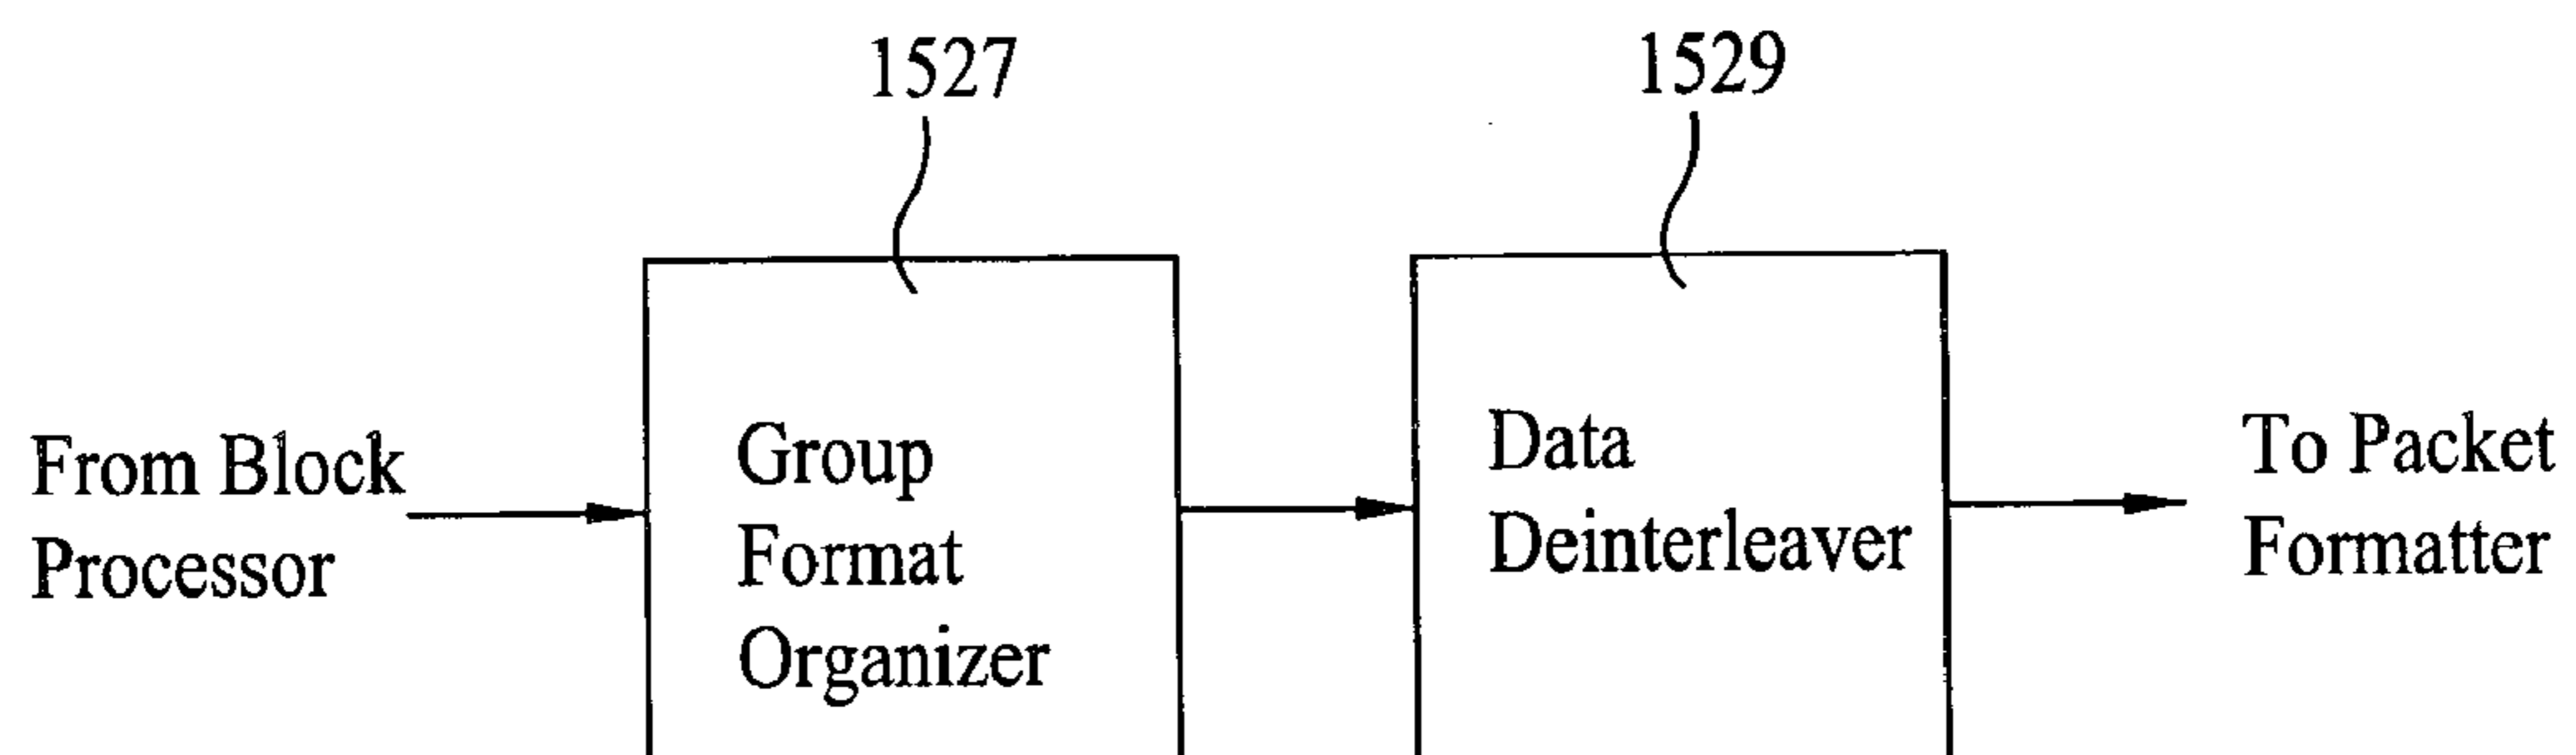 1527
1529
From Block
Processor
Group
Format
Organizer
Data
Deinterleaver
To Packet
Formatter